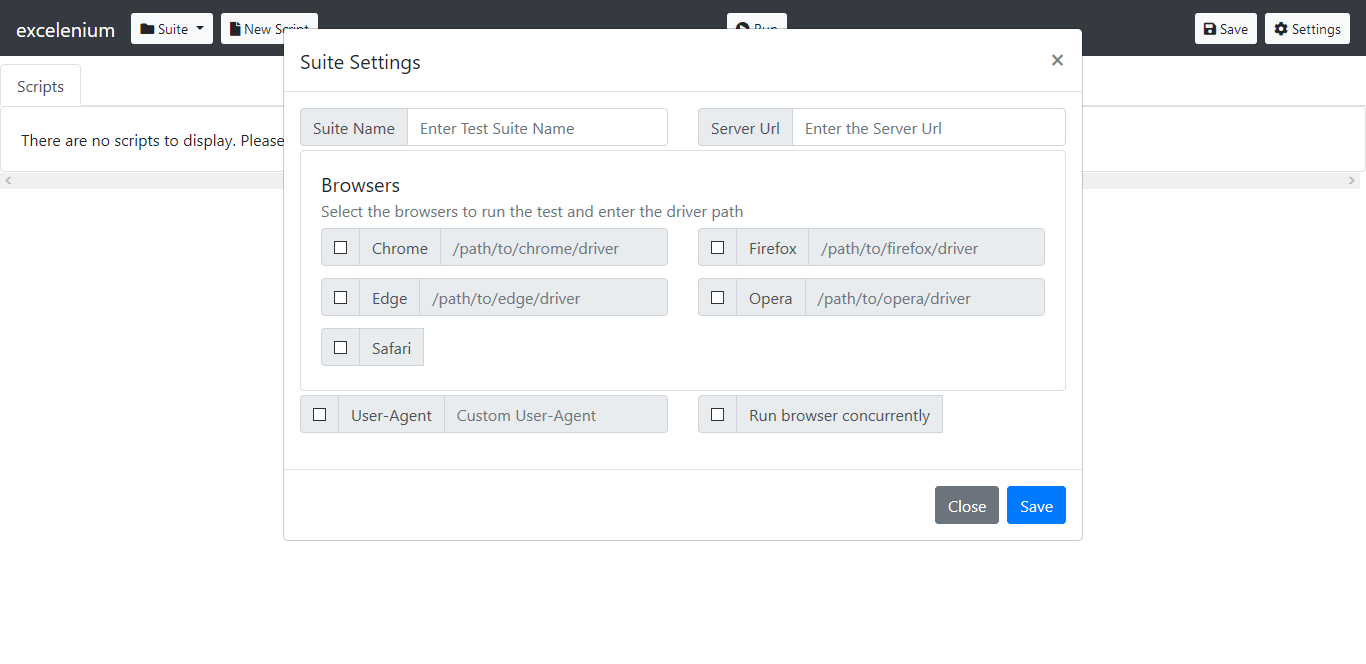 excelenium Suite New Script Run Save Settings
Suite Settings ×
Scripts
Suite Name Enter Test Suite Name Server Url Enter the Server Url
There are no scripts to display. Please
Browsers
Select the browsers to run the test and enter the driver path
Chrome /path/to/chrome/driver Firefox /path/to/firefox/driver
Edge /path/to/edge/driver Opera /path/to/opera/driver
Safari
User-Agent Custom User-Agent Run browser concurrently
Close Save